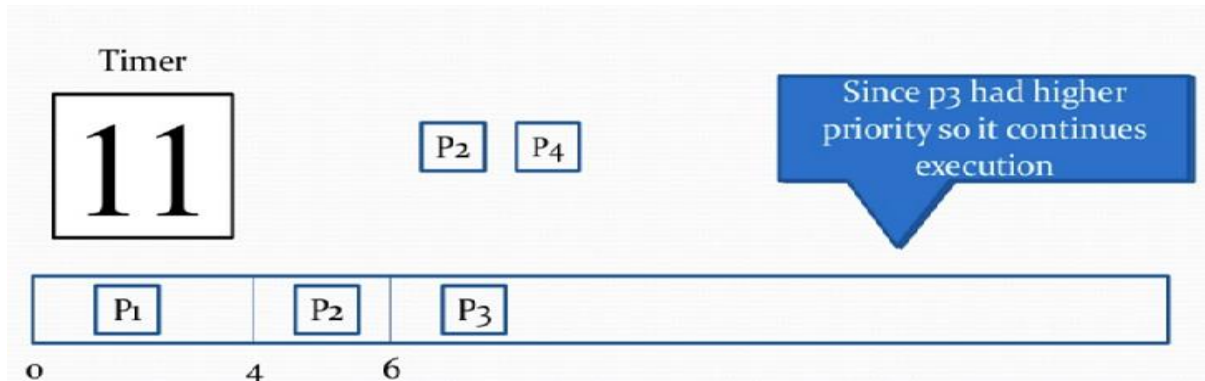 Timer
11
P2 P4
Since p3 had higher
priority so it continues
execution
P1 P2 P3
0 4 6